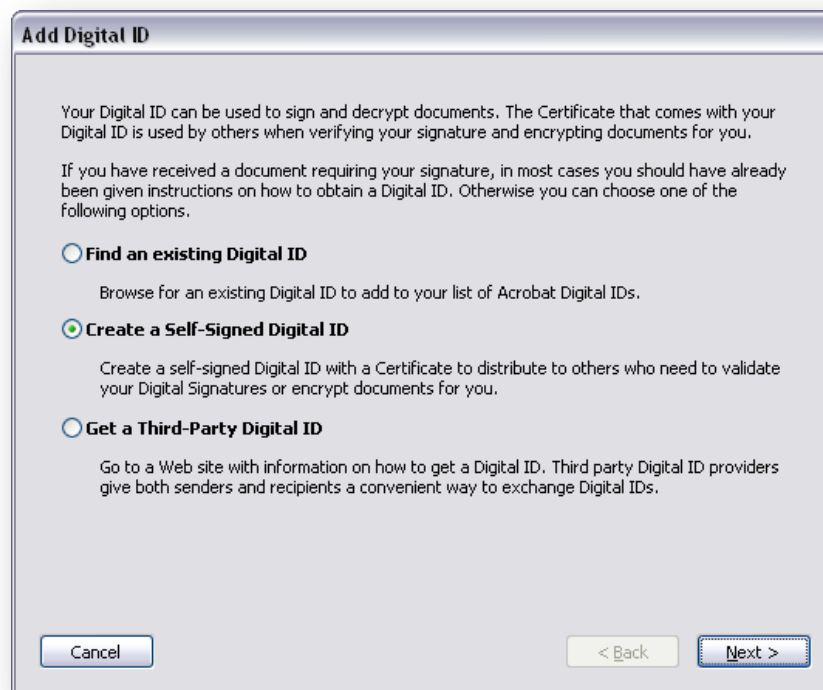 Add Digital ID
Your Digital ID can be used to sign and decrypt documents. The Certificate that comes with your
Digital ID is used by others when verifying your signature and encrypting documents for you.
If you have received a document requiring your signature, in most cases you should have already
been given instructions on how to obtain a Digital ID. Otherwise you can choose one of the
following options.
Find an existing Digital ID
Browse for an existing Digital ID to add to your list of Acrobat Digital IDs.
Create a Self-Signed Digital ID
Create a self-signed Digital ID with a Certificate to distribute to others who need to validate
your Digital Signatures or encrypt documents for you.
Get a Third-Party Digital ID
Go to a Web site with information on how to get a Digital ID. Third party Digital ID providers
give both senders and recipients a convenient way to exchange Digital IDs.
Cancel
< Back
Next >